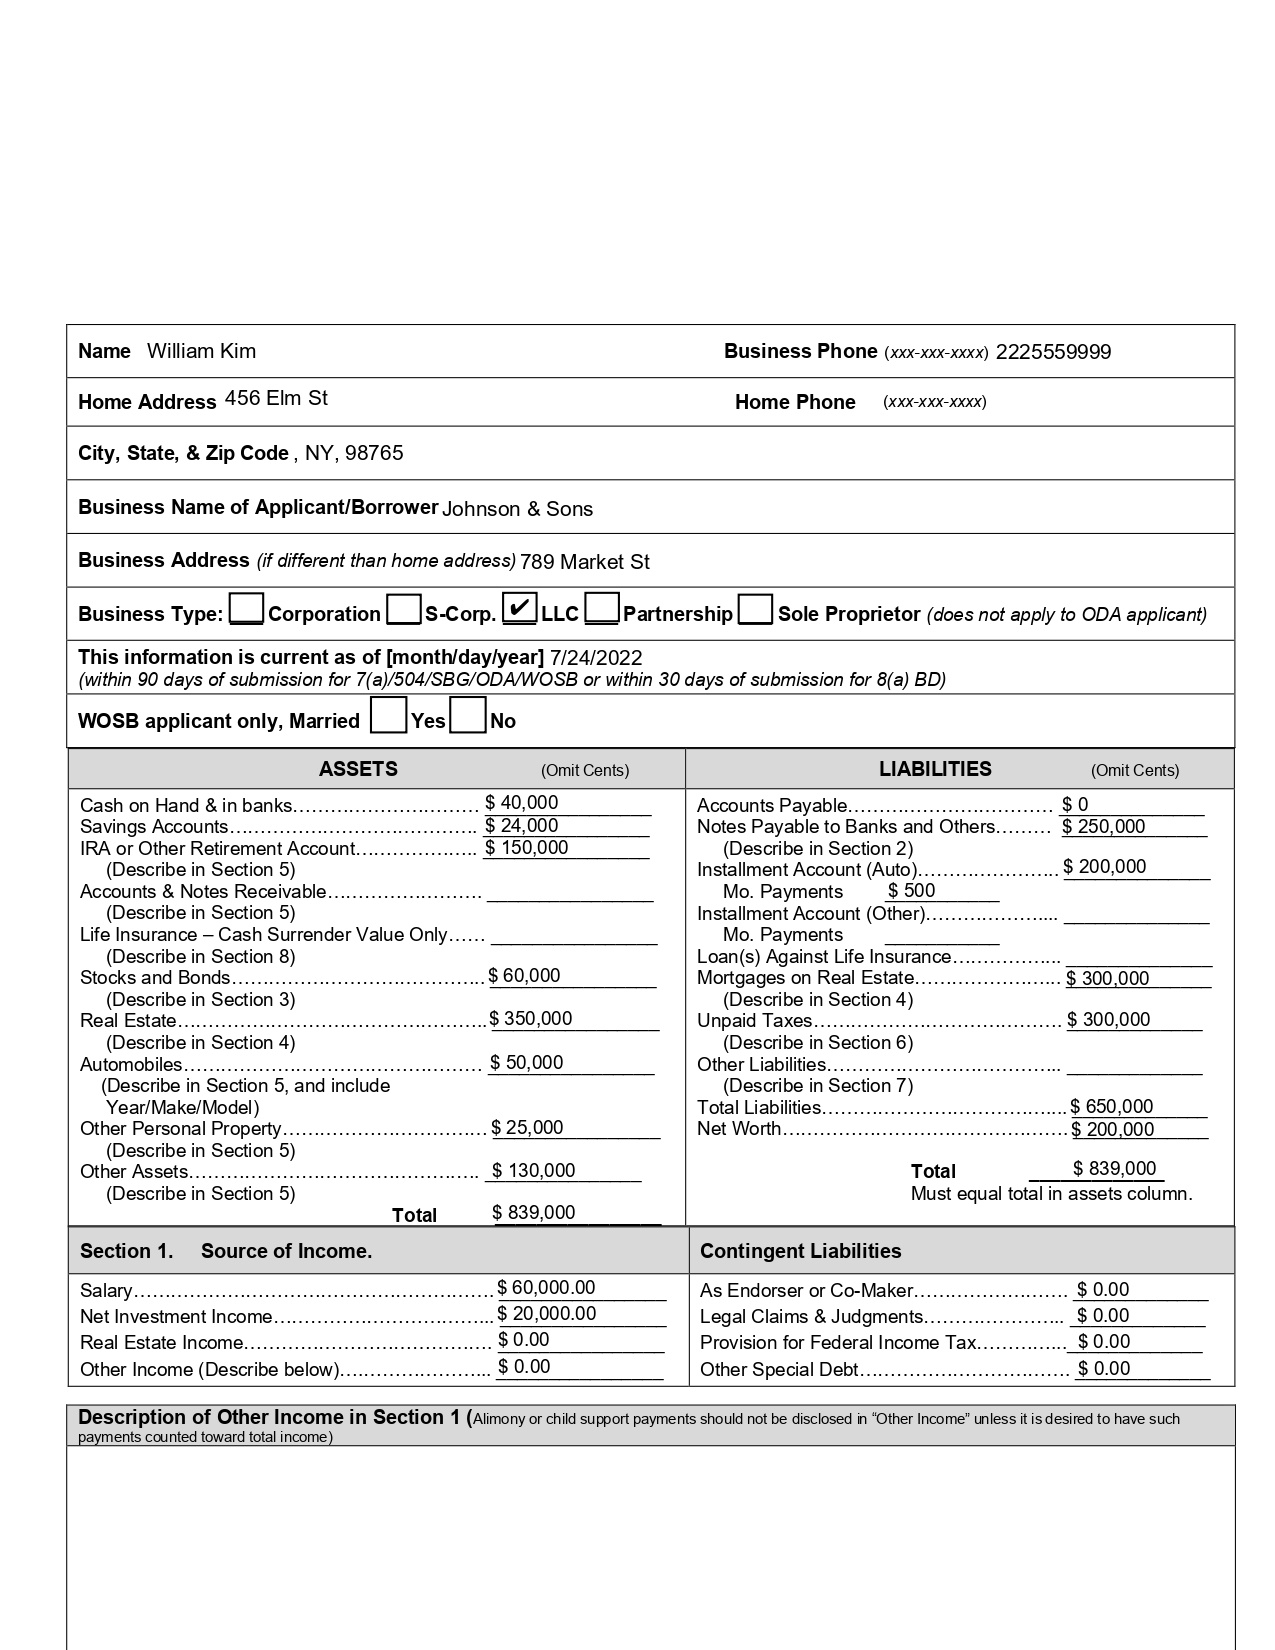 Name William Kim Business Phone (xxx-xxx-xxxx) 2225559999
Home Address 456 Elm St Home Phone (xxx-xxx-xxxx)
City, State, & Zip Code , NY, 98765
Business Name of Applicant/Borrower Johnson & Sons
Business Address (if different than home address) 789 Market St
Business Type: Corporation S-Corp. ✔ LLC Partnership Sole Proprietor (does not apply to ODA applicant)
This information is current as of [month/day/year] 7/24/2022
(within 90 days of submission for 7(a)/504/SBG/ODA/WOSB or within 30 days of submission for 8(a) BD)
WOSB applicant only, Married Yes No
ASSETS (Omit Cents)
Cash on Hand & in banks………………………… $ 40,000
Savings Accounts………………………………….. $ 24,000
IRA or Other Retirement Account……………….. $ 150,000
(Describe in Section 5)
Accounts & Notes Receivable…………………… ________________
(Describe in Section 5)
Life Insurance – Cash Surrender Value Only…… ________________
(Describe in Section 8)
Stocks and Bonds………………………………….. $ 60,000
(Describe in Section 3)
Real Estate………………………………………….. $ 350,000
(Describe in Section 4)
Automobiles………………………………………… $ 50,000
(Describe in Section 5, and include
Year/Make/Model)
Other Personal Property…………………………… $ 25,000
(Describe in Section 5)
Other Assets……………………………………….. $ 130,000
(Describe in Section 5)
Total $ 839,000
LIABILITIES (Omit Cents)
Accounts Payable…………………………… $ 0
Notes Payable to Banks and Others……… $ 250,000
(Describe in Section 2)
Installment Account (Auto)………………….. $ 200,000
Mo. Payments $ 500
Installment Account (Other)……………….... ______________
Mo. Payments ___________
Loan(s) Against Life Insurance…………….. ______________
Mortgages on Real Estate………………….. $ 300,000
(Describe in Section 4)
Unpaid Taxes………………………………… $ 300,000
(Describe in Section 6)
Other Liabilities……………………………….. _____________
(Describe in Section 7)
Total Liabilities………………………………... $ 650,000
Net Worth……………………………………… $ 200,000
Total $ 839,000
Must equal total in assets column.
Section 1. Source of Income.
Salary………………………………………………… $ 60,000.00
Net Investment Income……………………………... $ 20,000.00
Real Estate Income…………………………………. $ 0.00
Other Income (Describe below)…………………... $ 0.00
Contingent Liabilities
As Endorser or Co-Maker…………………… $ 0.00
Legal Claims & Judgments………………….. $ 0.00
Provision for Federal Income Tax………….. $ 0.00
Other Special Debt…………………………… $ 0.00
Description of Other Income in Section 1 (Alimony or child support payments should not be disclosed in “Other Income” unless it is desired to have such
payments counted toward total income)